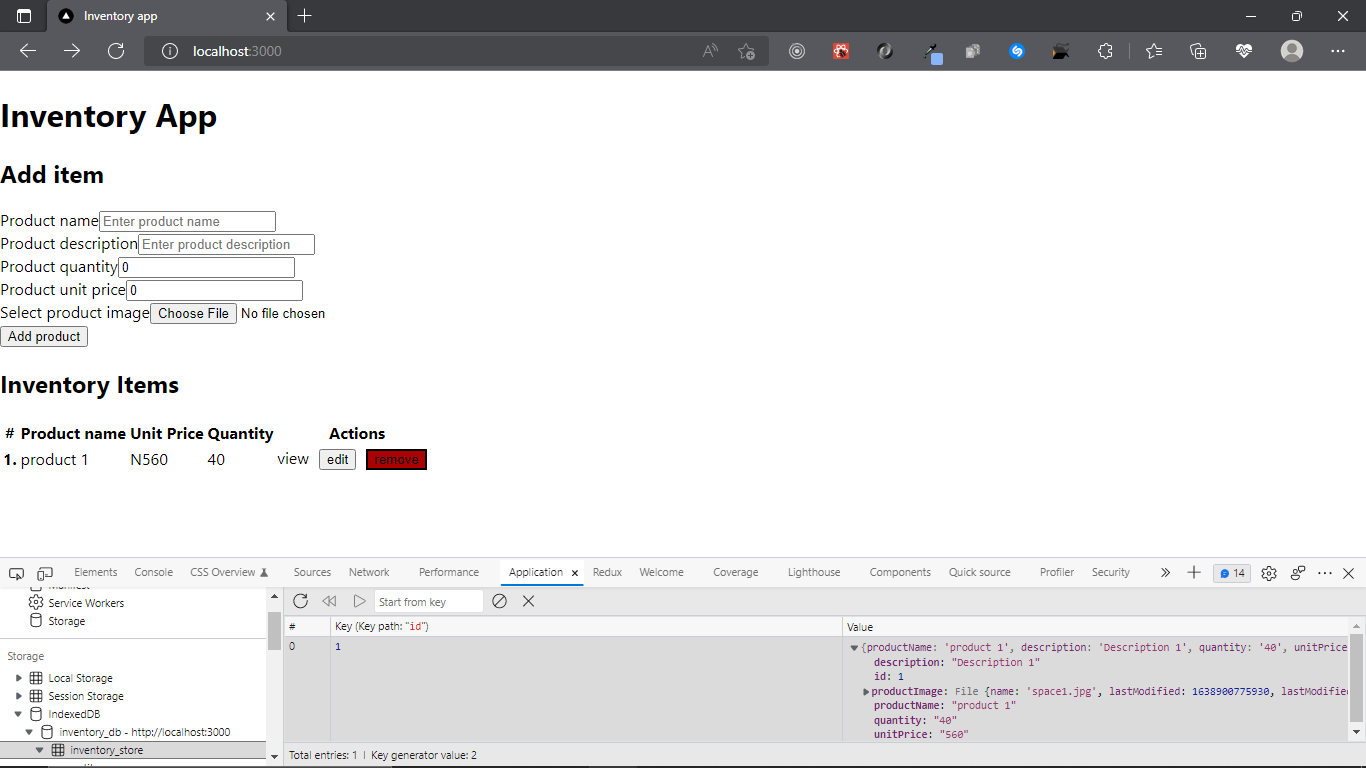 Inventory app
localhost:3000
Inventory App
Add item
Product name Enter product name
Product description Enter product description
Product quantity 0
Product unit price 0
Select product image Choose File No file chosen
Add product
Inventory Items
# Product name Unit Price Quantity Actions
1. product 1 N560 40 view edit remove
Elements Console CSS Overview Sources Network Performance Application Redux Welcome Coverage Lighthouse Components Quick source Profiler Security 14
Manifest
Service Workers
Storage
Storage
Local Storage
Session Storage
IndexedDB
inventory_db - http://localhost:3000
inventory_store
Start from key
# Key (Key path: "id") Value
0 1 {productName: 'product 1', description: 'Description 1', quantity: '40', unitPrice
description: "Description 1"
id: 1
productImage: File {name: 'space1.jpg', lastModified: 1638900775930, lastModifie
productName: "product 1"
quantity: "40"
unitPrice: "560"
Total entries: 1 | Key generator value: 2